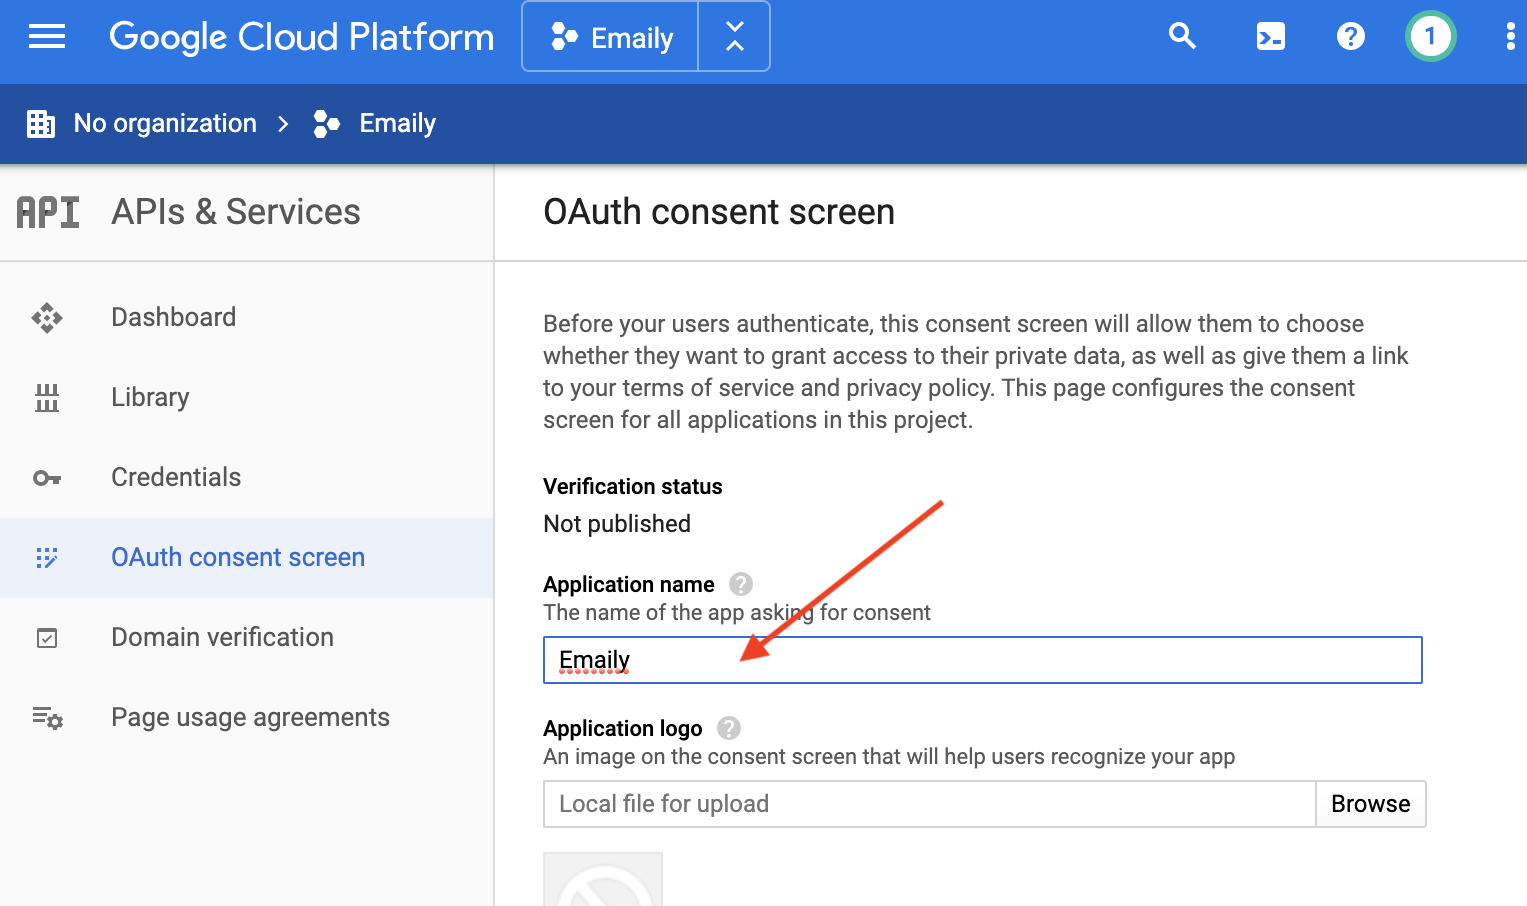 Google Cloud Platform
Emaily
1
No organization
Emaily
API
APIs & Services
Dashboard
Library
Credentials
OAuth consent screen
Domain verification
Page usage agreements
OAuth consent screen
Before your users authenticate, this consent screen will allow them to choose
whether they want to grant access to their private data, as well as give them a link
to your terms of service and privacy policy. This page configures the consent
screen for all applications in this project.
Verification status
Not published
Application name ?
The name of the app asking for consent
Emaily
Application logo ?
An image on the consent screen that will help users recognize your app
Local file for upload
Browse